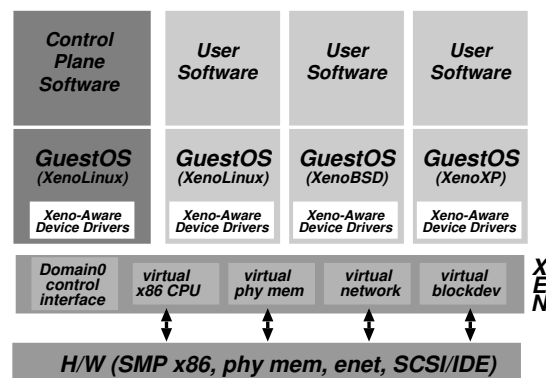 Control
Plane
Software
User
Software
User
Software
User
Software
GuestOS
(XenoLinux)
GuestOS
(XenoLinux)
GuestOS
(XenoBSD)
GuestOS
(XenoXP)
Xeno-Aware
Device Drivers
Xeno-Aware
Device Drivers
Xeno-Aware
Device Drivers
Xeno-Aware
Device Drivers
Domain0
control
interface
virtual
x86 CPU
virtual
phy mem
virtual
network
virtual
blockdev
X
E
N
H/W (SMP x86, phy mem, enet, SCSI/IDE)